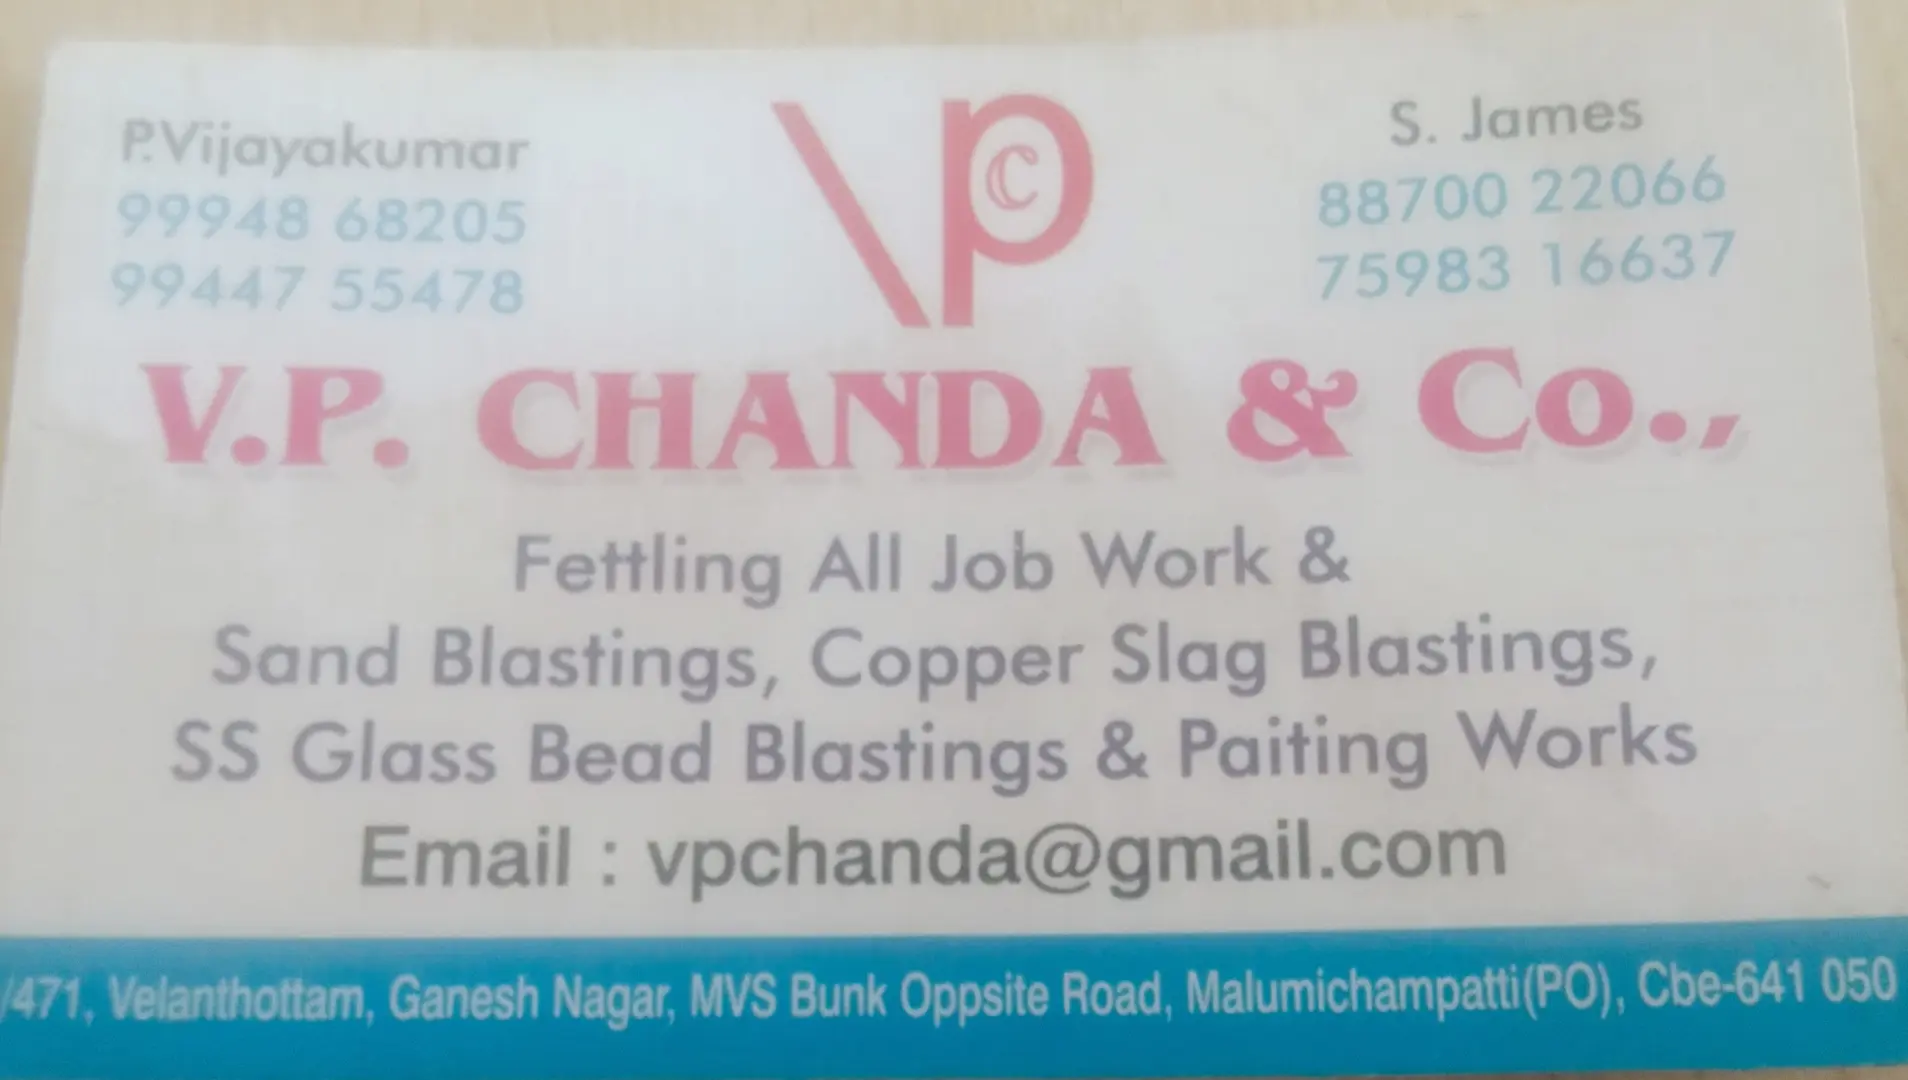 P.Vijayakumar
99948 68205
99447 55478
VP
C
S. James
88700 22066
75983 16637
V.P. CHANDA & Co.,
Fettling All Job Work &
Sand Blastings, Copper Slag Blastings,
SS Glass Bead Blastings & Paiting Works
Email : vpchanda@gmail.com
/471, Velanthottam, Ganesh Nagar, MVS Bunk Oppsite Road, Malumichampatti(PO), Cbe-641 050